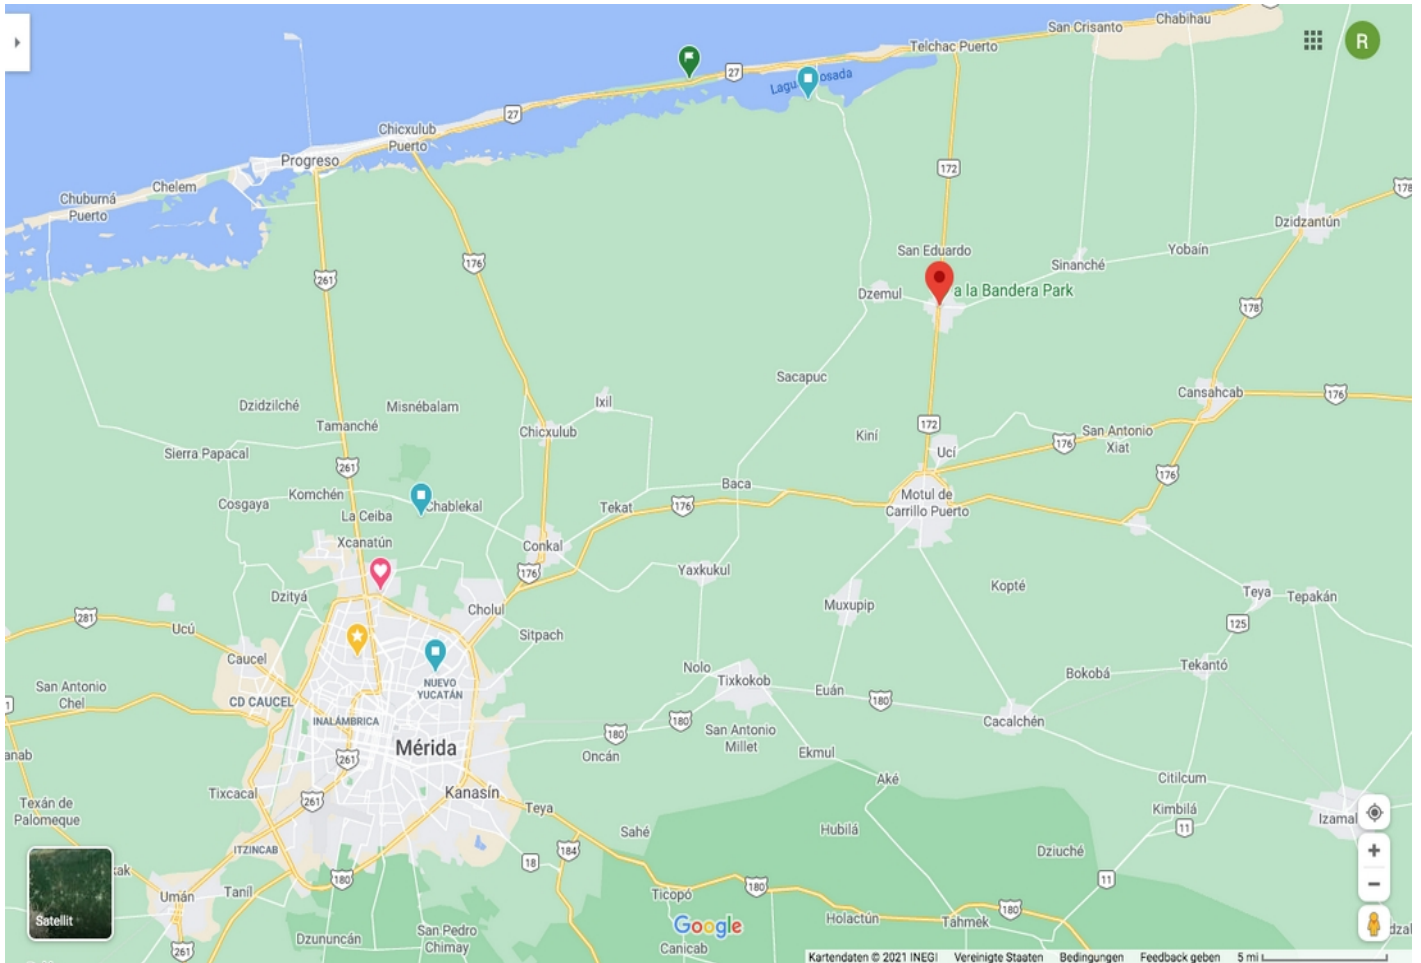 Chabihau
San Crisanto
R
Telchac Puerto
27
27
Chicxulub
Puerto
Progreso
172
Chelem
178
Chuburná
Puerto
Dzidzantún
San Eduardo
Yobaín
176
Sinanché
261
a la Bandera Park
Dzemul
178
Sacapuc
Cansahcab
176
Ixil
Dzidzilché
Misnébalam
Tamanché
172
Chicxulub
Kiní
San Antonio
Xiat
176
Ucí
Sierra Papacal
261
176
Baca
Komchén
Motul de
Carrillo Puerto
Cosgaya
Chablekal
Tekat
176
La Ceiba
Xcanatún
Conkal
176
Yaxkukul
Kopté
Teya
Tepakán
Dzityá
Muxupip
Cholul
281
Ucú
Sitpach
125
Caucel
Nolo
Tekantó
Bokobá
NUEVO
YUCATÁN
Tixkokob
Euán
San Antonio
Chel
CD CAUCEL
180
1
INALÁMBRICA
180
Cacalchén
180
San Antonio
Millet
Mérida
Oncán
Ekmul
anab
261
Aké
Citilcum
Kanasín
Tixcacal
261
Teya
Texán de
Palomeque
Kimbilá
Izamal
Sahé
Hubilá
11
ITZINCAB
184
Dziuché
18
kak
180
11
Taníl
180
Umán
Ticopó
180
Satellit
Holactún
Tahmek
Google
San Pedro
Chimay
Dzununcán
Canicab
261
dzal
Kartendaten © 2021 INEGI Vereinigte Staaten Bedingungen Feedback geben 5 mi